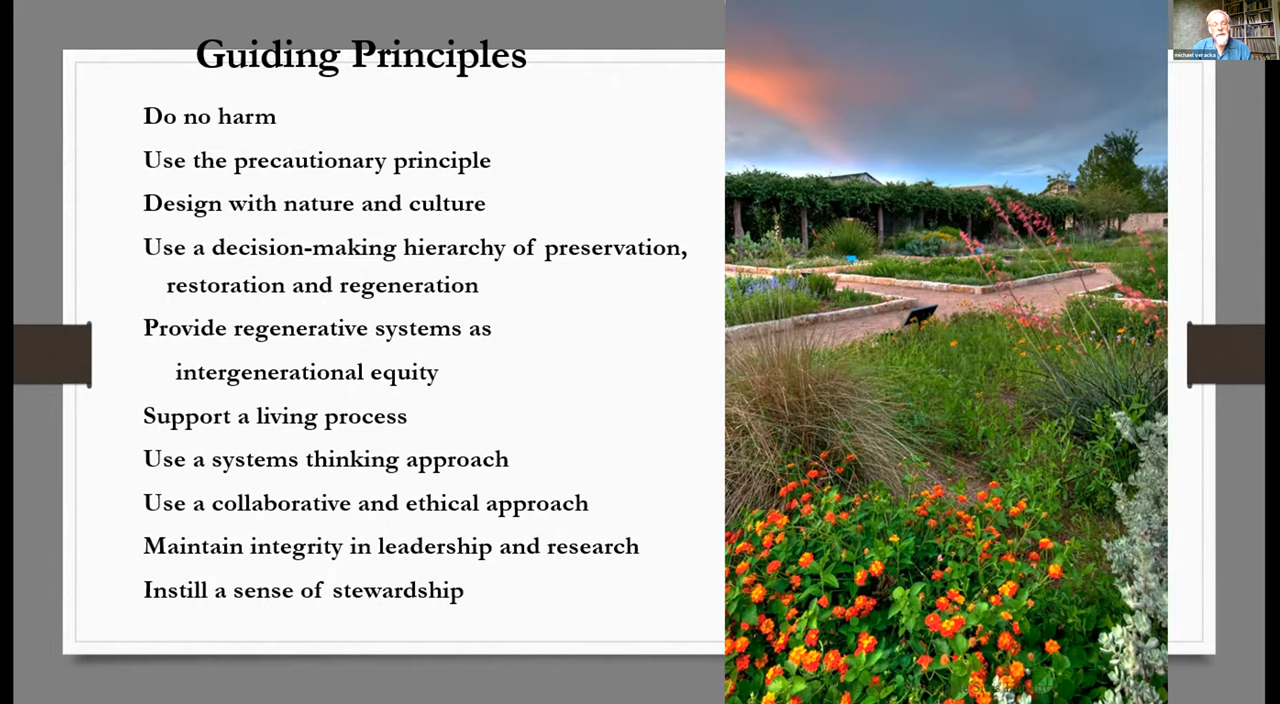 Guiding Principles
Do no harm
Use the precautionary principle
Design with nature and culture
Use a decision-making hierarchy of preservation,
restoration and regeneration
Provide regenerative systems as
intergenerational equity
Support a living process
Use a systems thinking approach
Use a collaborative and ethical approach
Maintain integrity in leadership and research
Instill a sense of stewardship
michael veracka